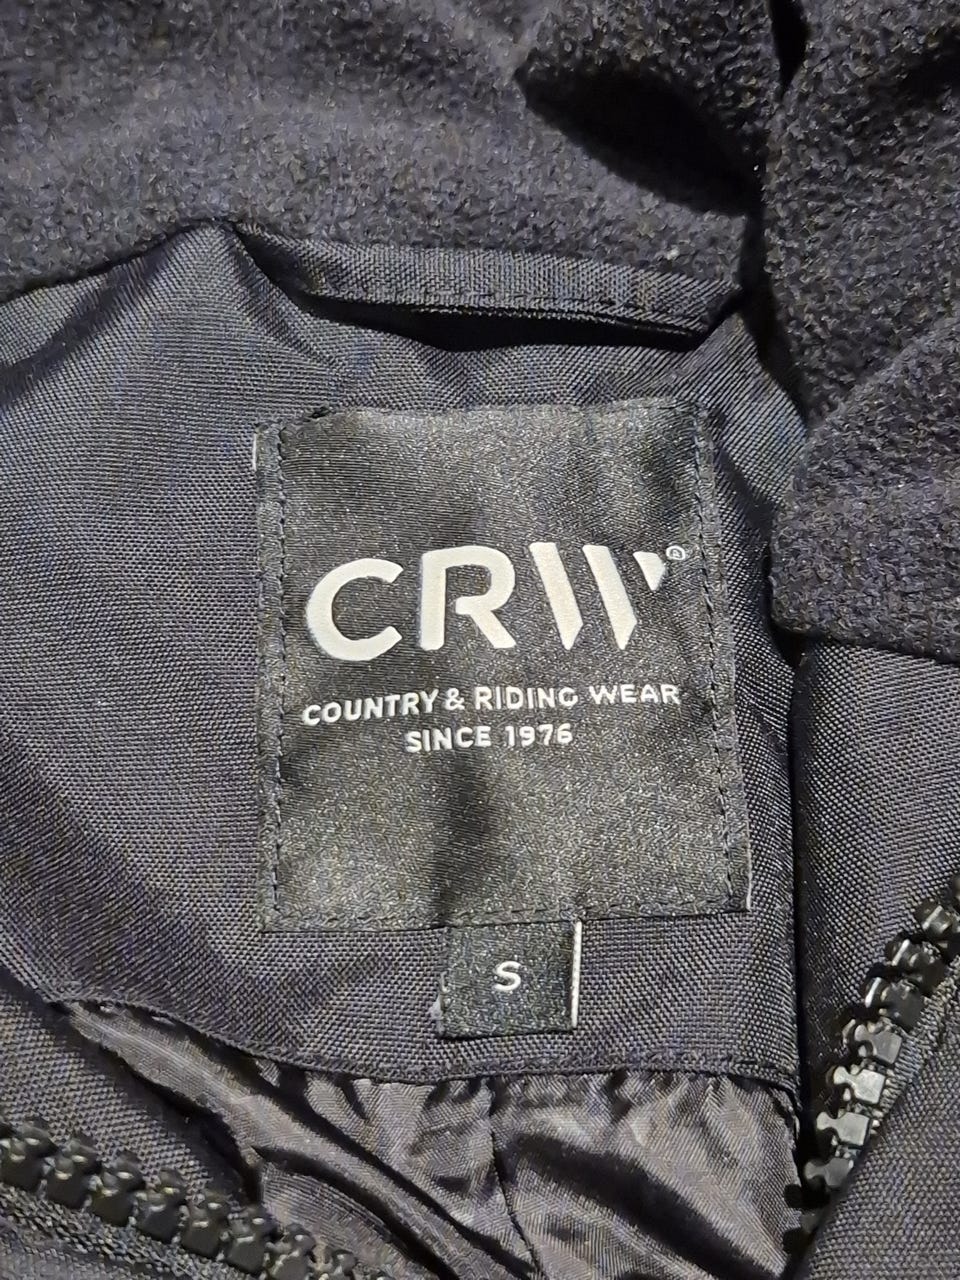 CRW®
COUNTRY & RIDING WEAR
SINCE 1976
S